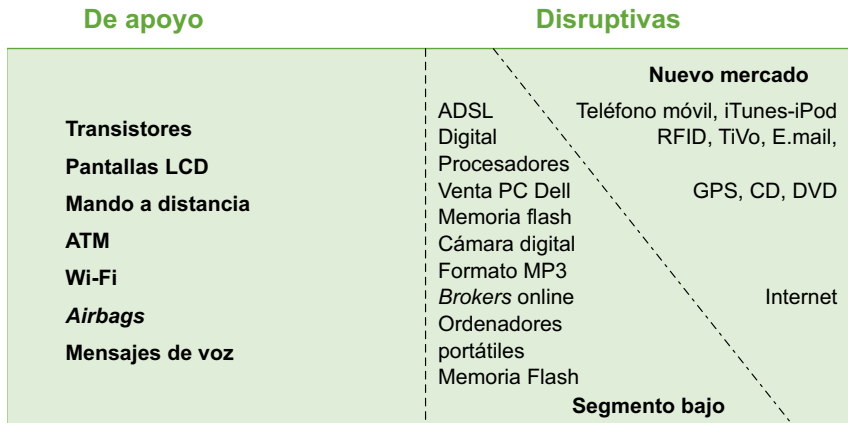 De apoyo
Disruptivas
Transistores
Pantallas LCD
Mando a distancia
ATM
Wi-Fi
Airbags
Mensajes de voz
ADSL
Digital
Procesadores
Venta PC Dell
Memoria flash
Cámara digital
Formato MP3
Brokers online
Ordenadores
portátiles
Memoria Flash
Segmento bajo
Nuevo mercado
Teléfono móvil, iTunes-iPod
RFID, TiVo, E.mail,
GPS, CD, DVD
Internet